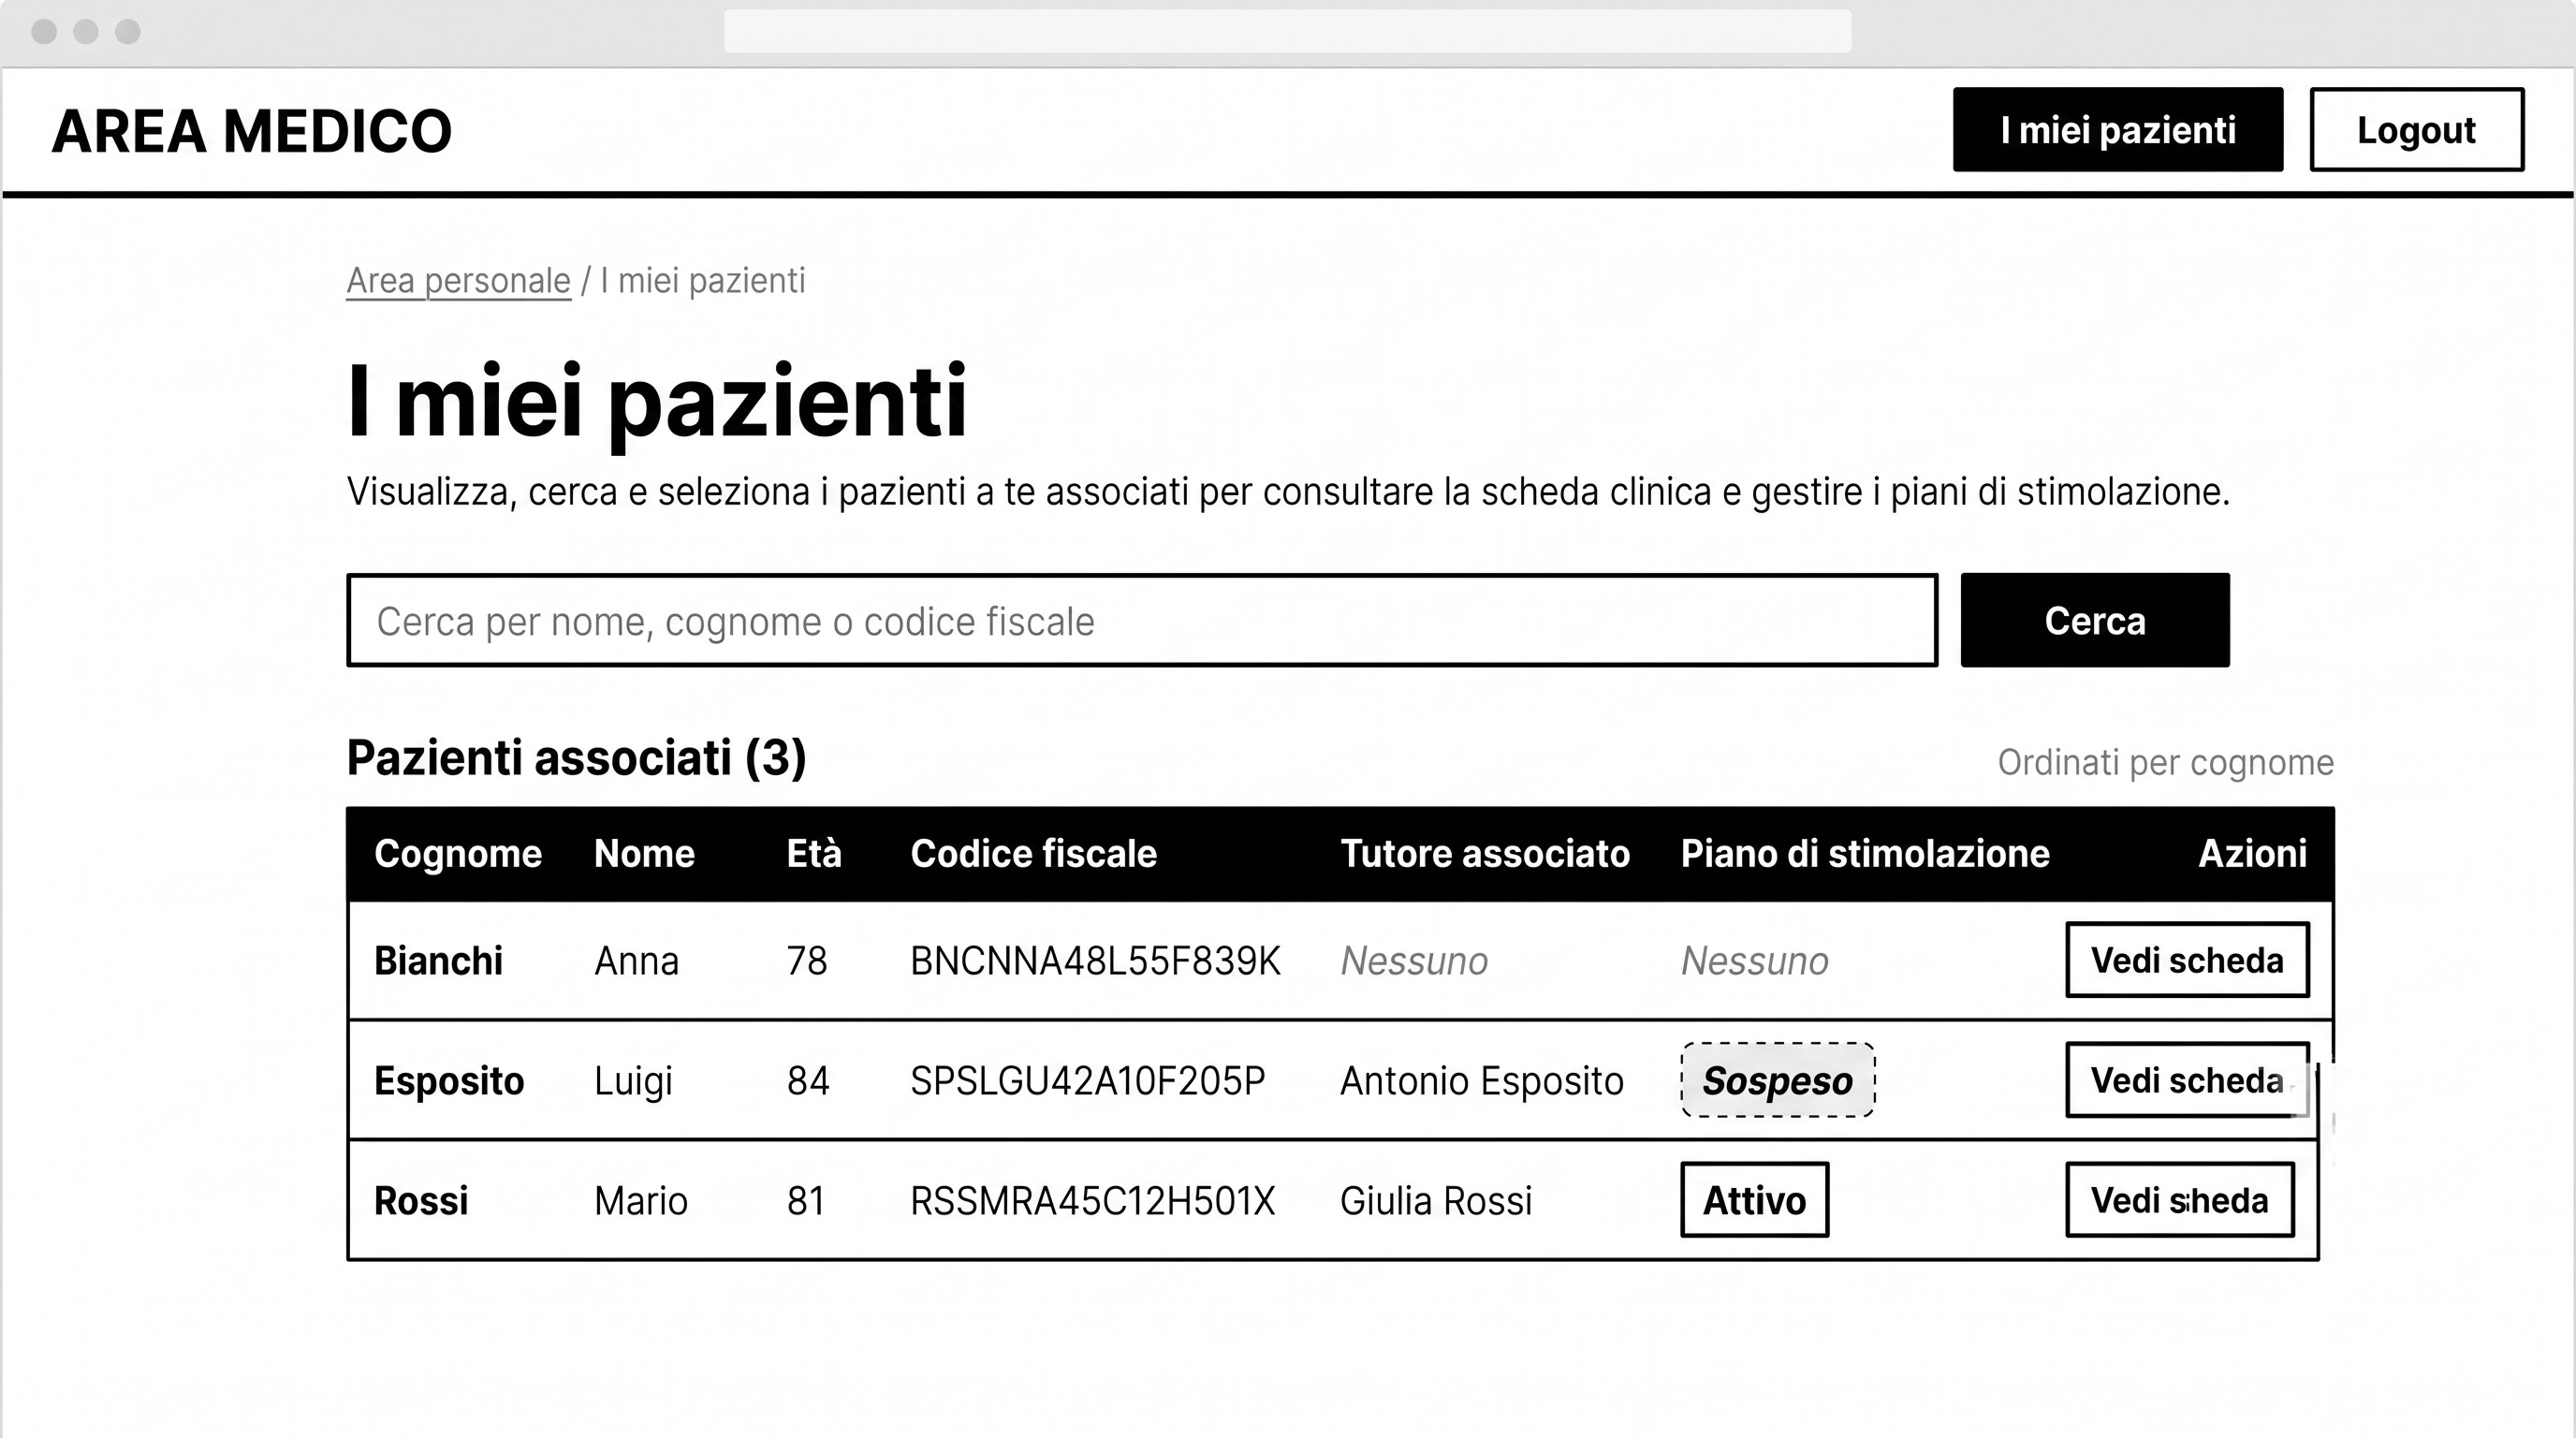 AREA MEDICO
I miei pazienti
Logout
Area personale / I miei pazienti
I miei pazienti
Visualizza, cerca e seleziona i pazienti a te associati per consultare la scheda clinica e gestire i piani di stimolazione.
Cerca per nome, cognome o codice fiscale
Cerca
Pazienti associati (3)
Ordinati per cognome
Cognome Nome Età Codice fiscale Tutore associato Piano di stimolazione Azioni
Bianchi Anna 78 BNCNNA48L55F839K Nessuno Nessuno Vedi scheda
Esposito Luigi 84 SPSLGU42A10F205P Antonio Esposito Sospeso Vedi scheda
Rossi Mario 81 RSSMRA45C12H501X Giulia Rossi Attivo Vedi